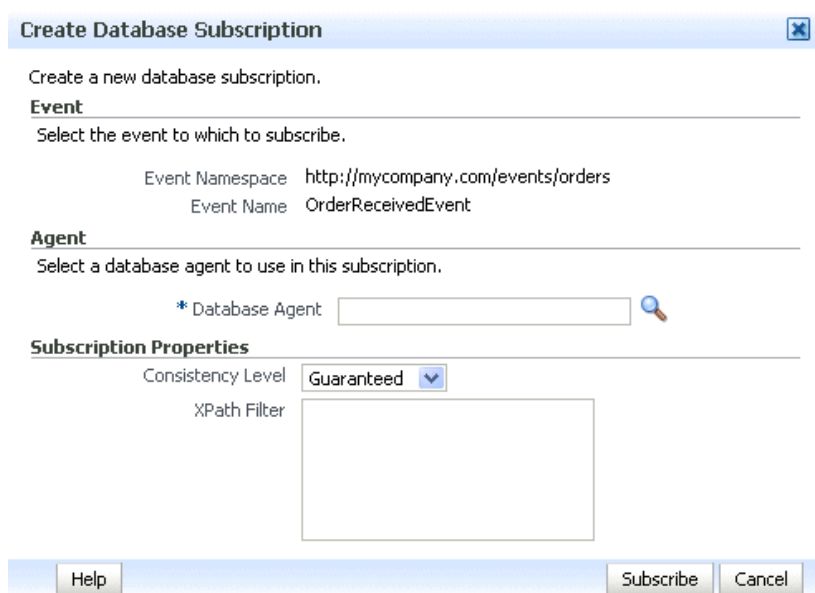 Create Database Subscription
Create a new database subscription.
Event
Select the event to which to subscribe.
Event Namespace http://mycompany.com/events/orders
Event Name OrderReceivedEvent
Agent
Select a database agent to use in this subscription.
* Database Agent
Subscription Properties
Consistency Level Guaranteed
XPath Filter
Help Subscribe Cancel